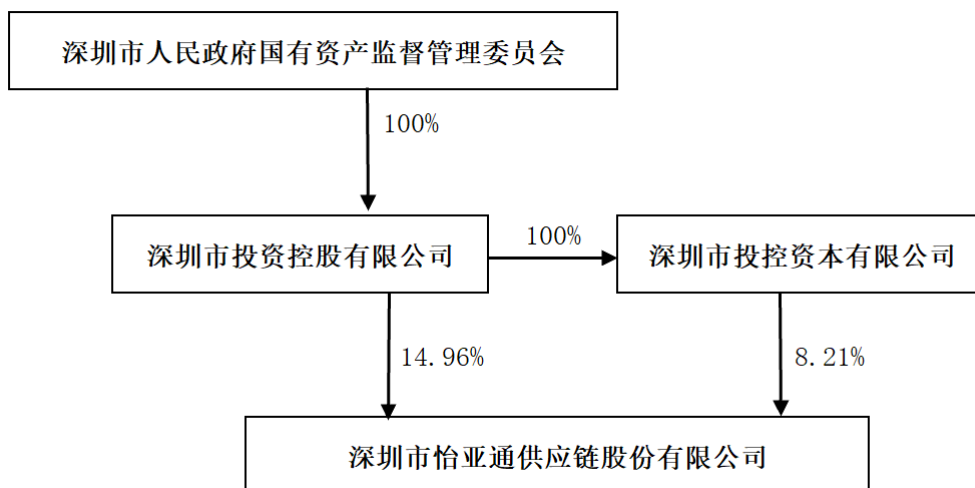 深圳市人民政府国有资产监督管理委员会
100%
深圳市投资控股有限公司
100%
深圳市投控资本有限公司
14.96%
8.21%
深圳市怡亚通供应链股份有限公司